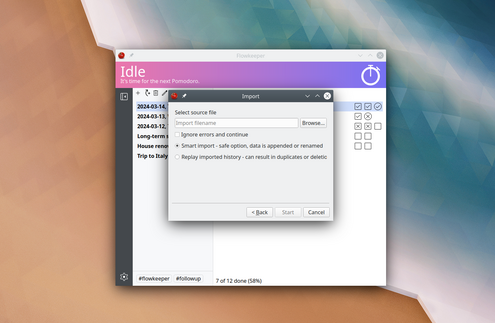 Flowkeeper
Idle
It's time for the next Pomodoro.
Import
Select source file
Import filename
Browse...
Ignore errors and continue
Smart import - safe option, data is appended or renamed
Replay imported history - can result in duplicates or deletic
< Back
Start
Cancel
2024-03-14,
2024-03-13,
2024-03-12,
Long-term
House renov
Trip to Italy
#flowkeeper
#followup
7 of 12 done (58%)